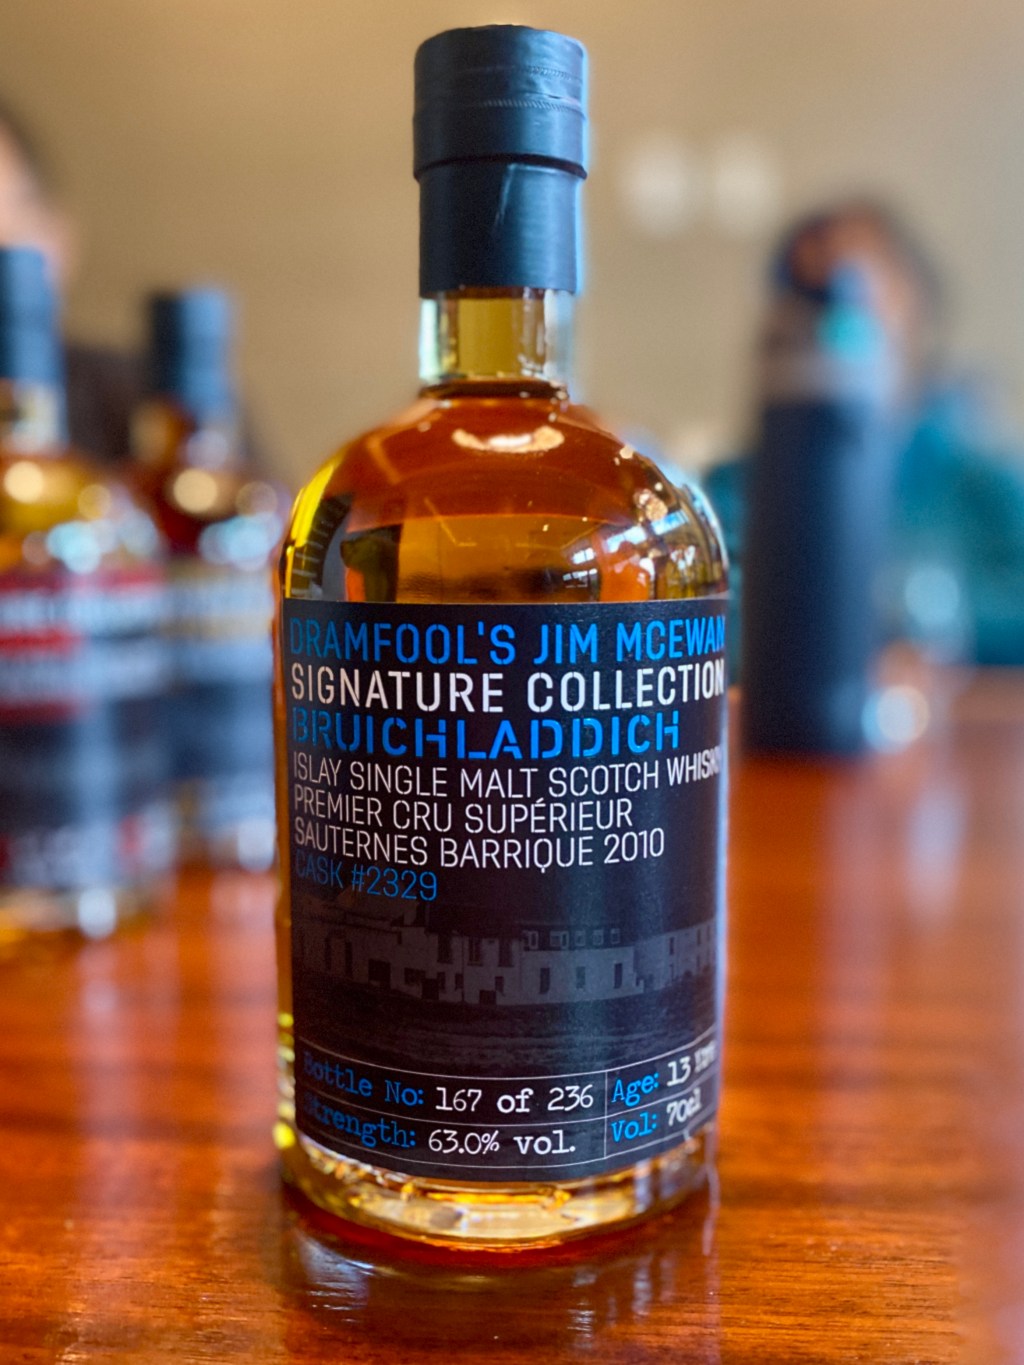 DRAMFOOL'S JIM MCEWAN
SIGNATURE COLLECTION
BRUICHLADDICH
ISLAY SINGLE MALT SCOTCH WHISKY
PREMIER CRU SUPÉRIEUR
SAUTERNES BARRIQUE 2010
CASK #2329
Bottle No: 167 of 236
Age: 13
Strength: 63.0% vol.
Vol: 70cl